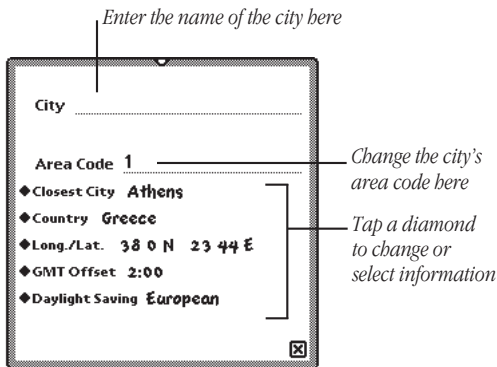 Enter the name of the city here
City
Area Code 1
Change the city's
area code here
◆Closest City Athens
◆Country Greece
Tap a diamond
to change or
select information
◆Long./Lat. 38 0 N 23 44 E
◆GMT Offset 2:00
◆Daylight Saving European